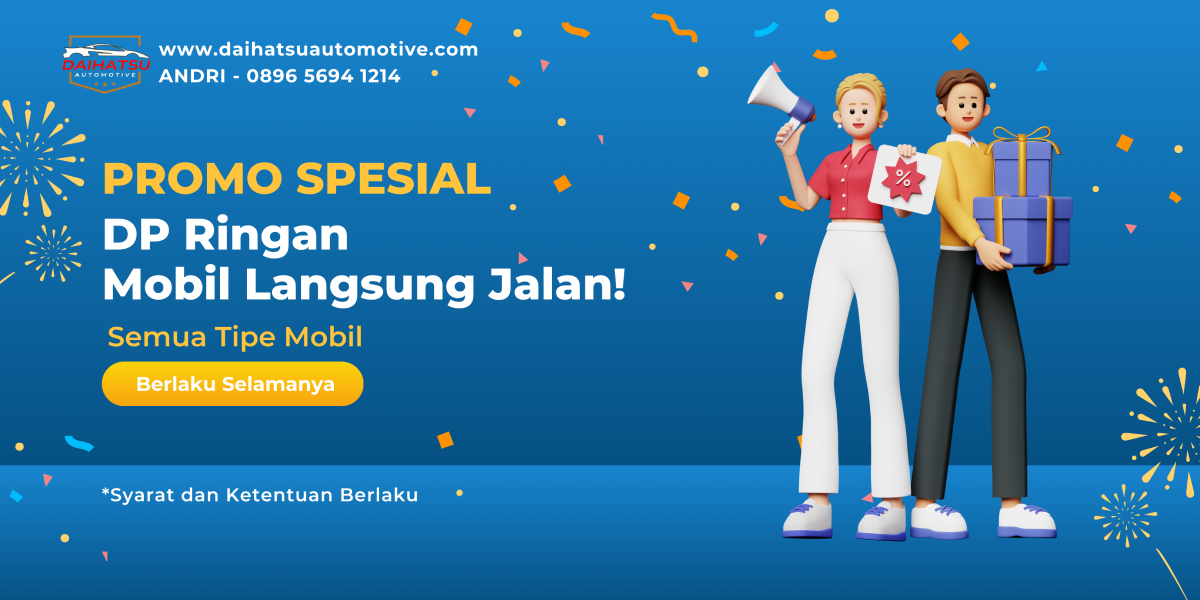 DAIHATSU
AUTOMOTIVE
www.daihatsuautomotive.com
ANDRI - 0896 5694 1214
PROMO SPESIAL
DP Ringan
Mobil Langsung Jalan!
Semua Tipe Mobil
Berlaku Selamanya
*Syarat dan Ketentuan Berlaku
%